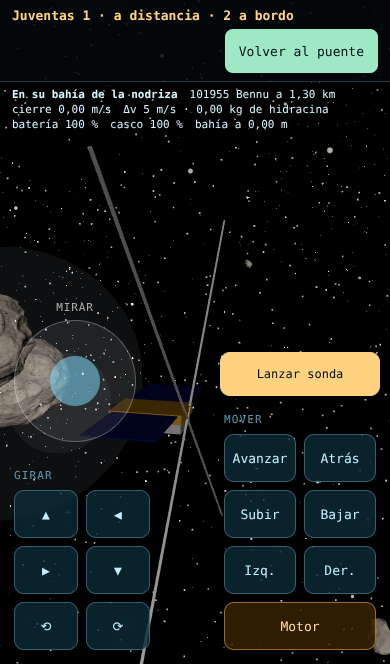 Juventas 1 · a distancia · 2 a bordo
Volver al puente
En su bahía de la nodriza 101955 Bennu a 1,30 km
cierre 0,00 m/s Δv 5 m/s · 0,00 kg de hidracina
batería 100 % casco 100 % bahía a 0,00 m
MIRAR
Lanzar sonda
MOVER
Avanzar Atrás
GIRAR
▲ ◀ Subir Bajar
▶ ▼ Izq. Der.
⟲ ⟳ Motor